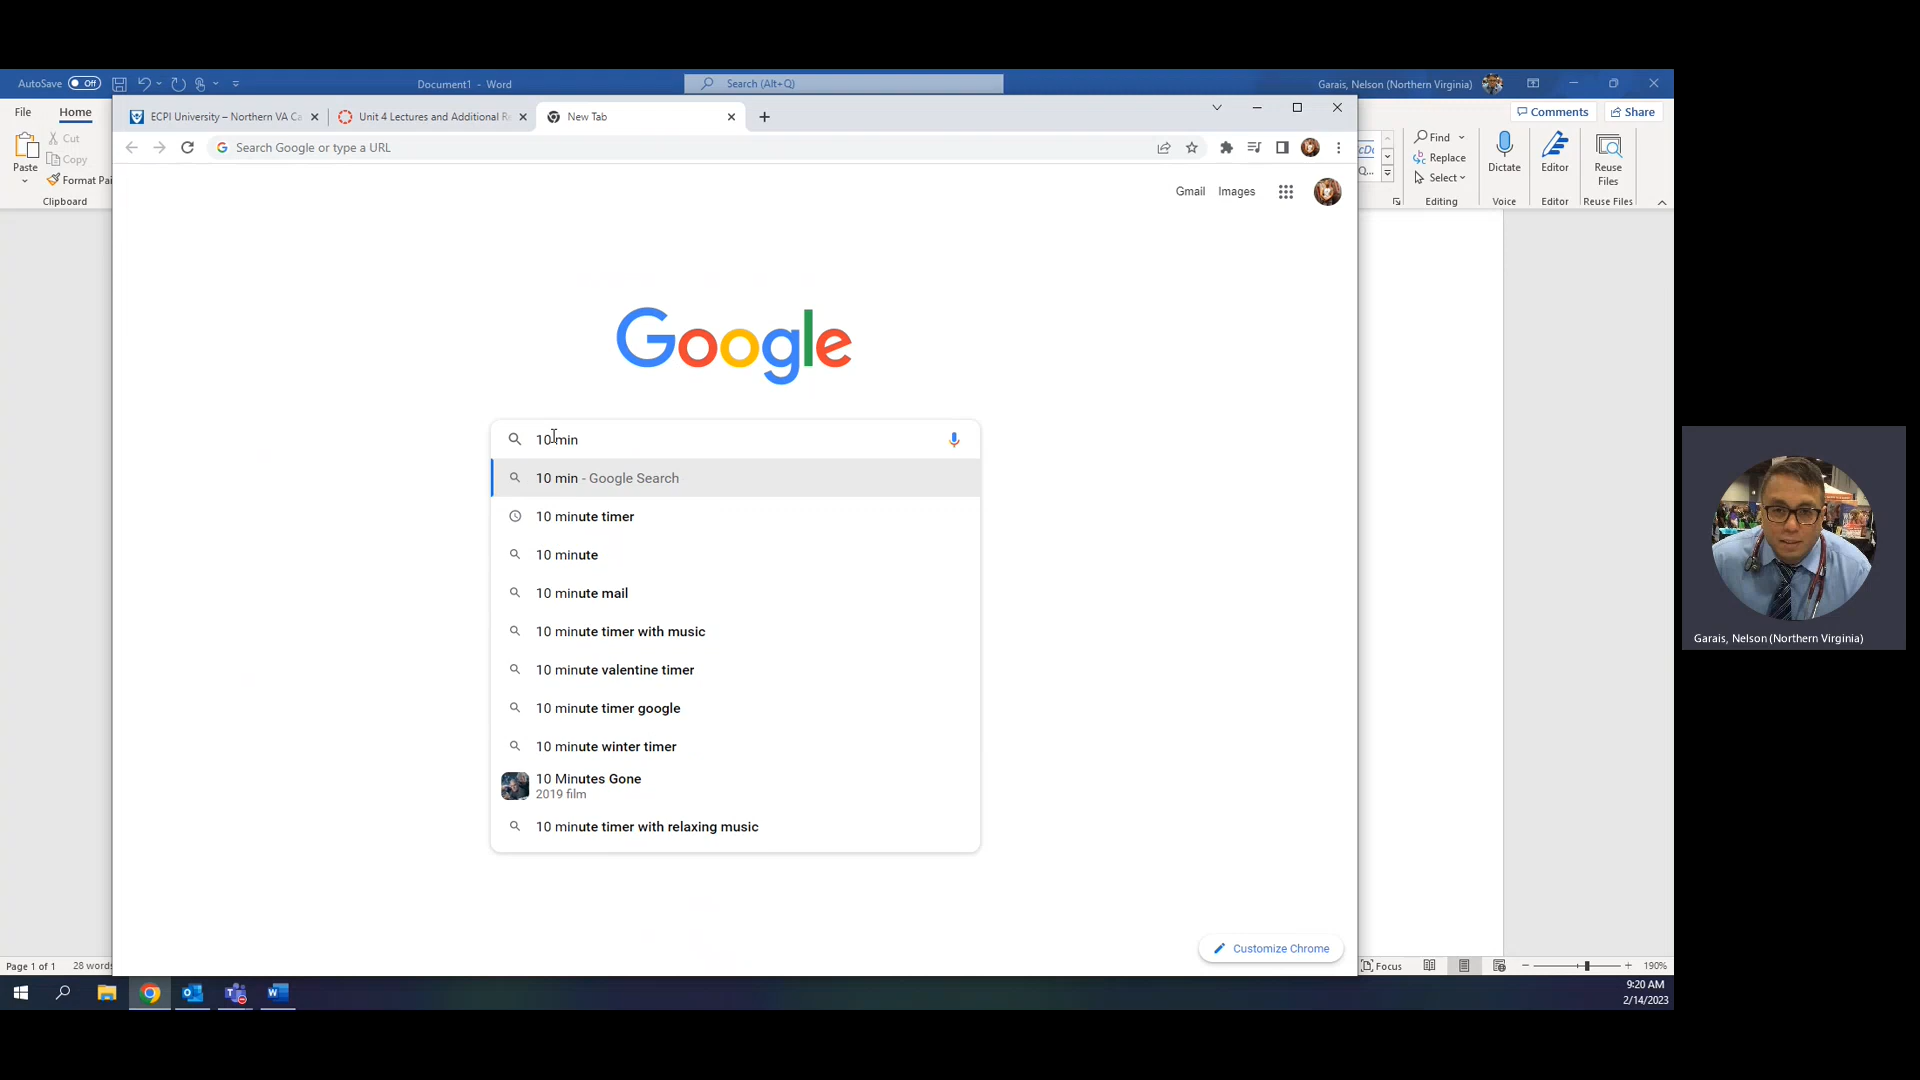 AutoSave Off
Document1 - Word
Search (Alt+Q)
Garais, Nelson (Northern Virginia)
File
Home
Comments
Share
Paste
Cut
Copy
Format Pai
Clipboard
Find
Replace
Select
Editing
Dictate
Voice
Editor
Editor
Reuse
Files
Reuse Files
ECPI University – Northern VA Ca
Unit 4 Lectures and Additional Re
New Tab
Search Google or type a URL
Gmail
Images
Google
10 min
10 min - Google Search
10 minute timer
10 minute
10 minute mail
10 minute timer with music
10 minute valentine timer
10 minute timer google
10 minute winter timer
10 Minutes Gone
2019 film
10 minute timer with relaxing music
Customize Chrome
Garais, Nelson (Northern Virginia)
Page 1 of 1
28 words
Focus
190%
9:20 AM
2/14/2023